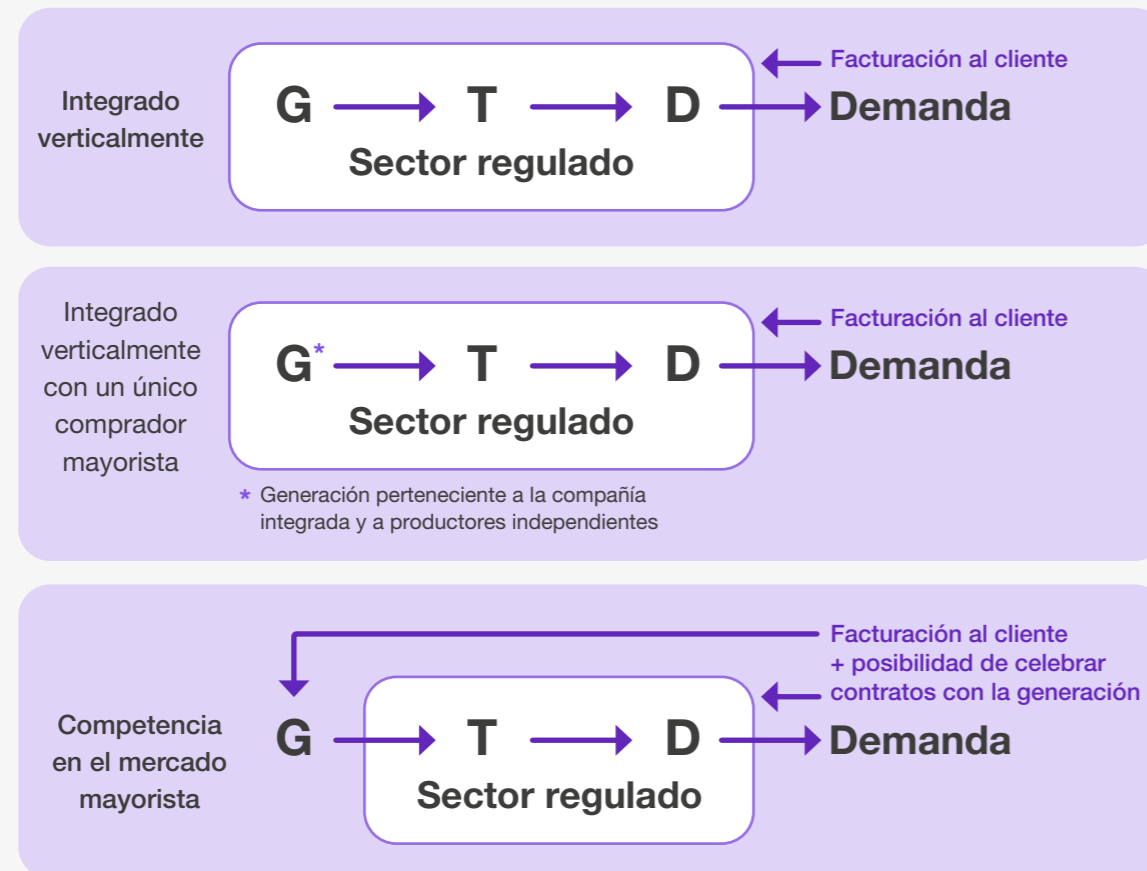 Integrado
verticalmente
G T D
Sector regulado
Facturación al cliente
Demanda
Integrado
verticalmente
con un único
comprador
mayorista
G* T D
Sector regulado
Facturación al cliente
Demanda
* Generación perteneciente a la compañía
integrada y a productores independientes
Competencia
en el mercado
mayorista
G T D
Sector regulado
Facturación al cliente
+ posibilidad de celebrar
contratos con la generación
Demanda